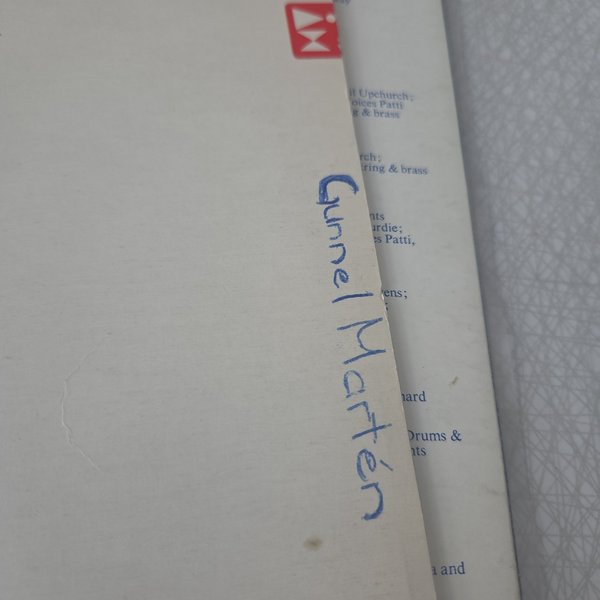 Upchurch;
oices Patti
g & brass
rch;
ring & brass
nts
urdie;
es Patti,
Gunnel Martén
ens;
hard
Drums &
nts
and